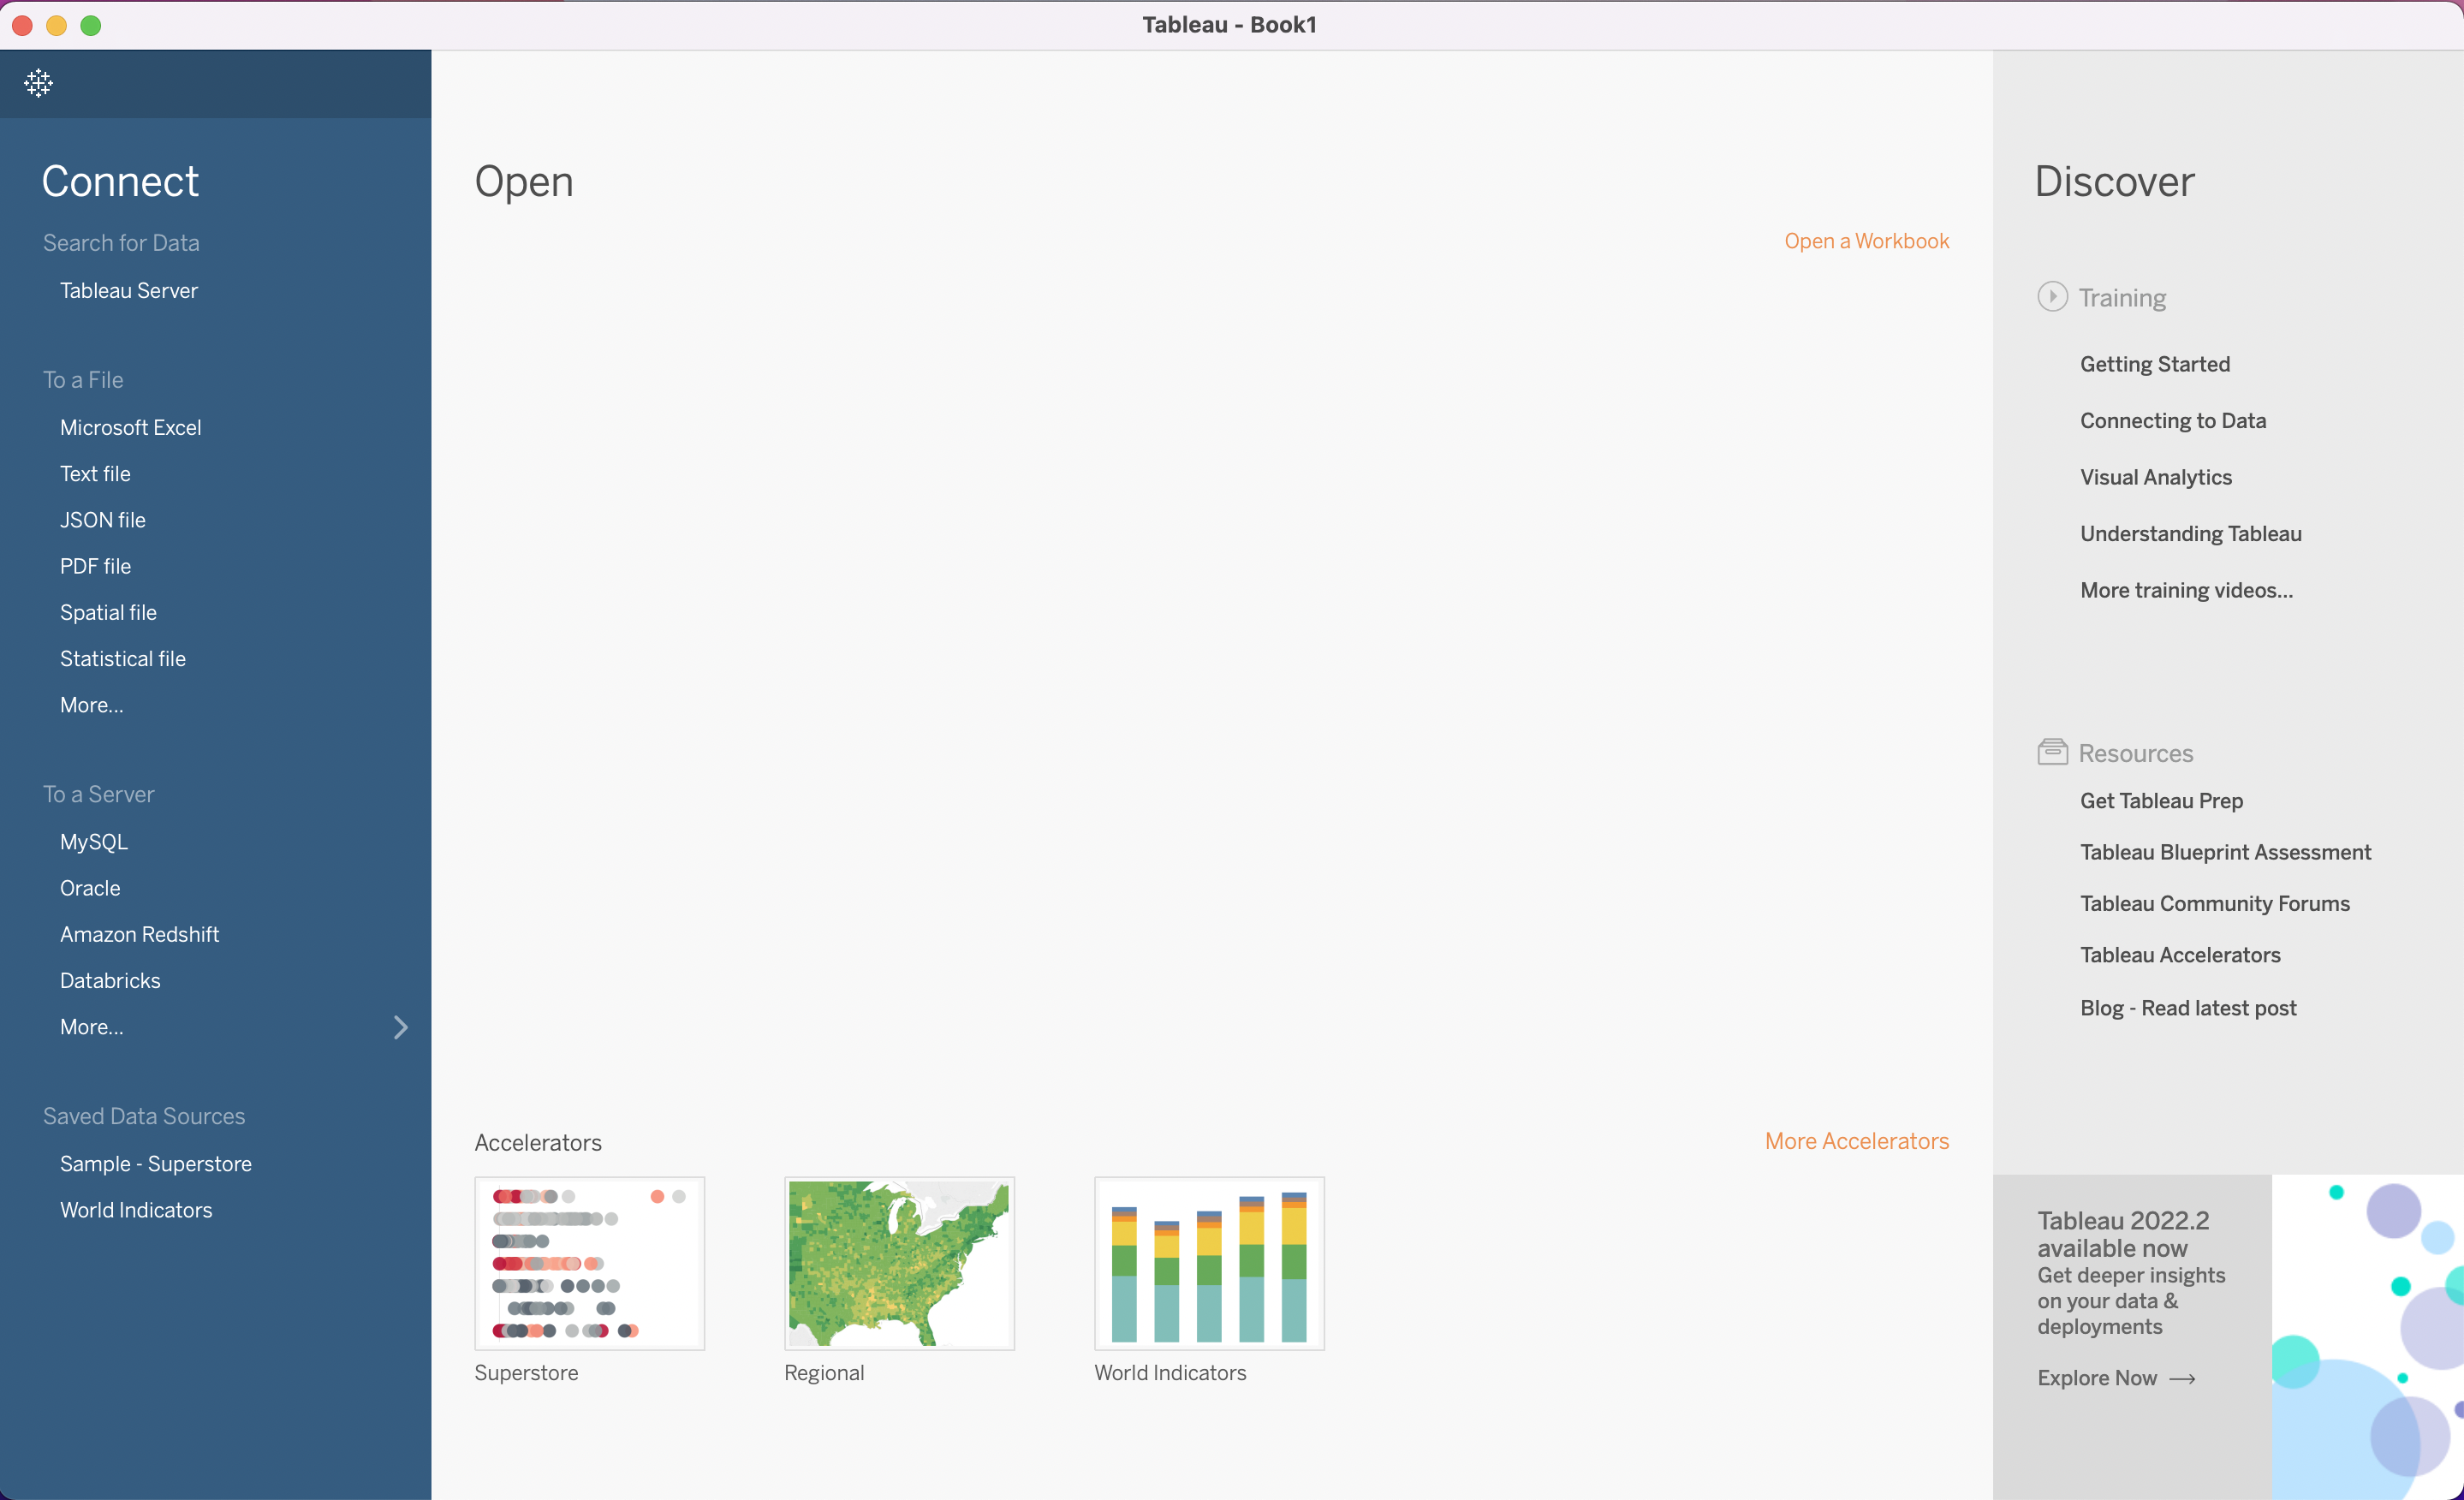 Tableau - Book1
Connect
Search for Data
Tableau Server
To a File
Microsoft Excel
Text file
JSON file
PDF file
Spatial file
Statistical file
More...
To a Server
MySQL
Oracle
Amazon Redshift
Databricks
More...
Saved Data Sources
Sample - Superstore
World Indicators
Open
Open a Workbook
Accelerators
More Accelerators
Superstore
Regional
World Indicators
Discover
Training
Getting Started
Connecting to Data
Visual Analytics
Understanding Tableau
More training videos...
Resources
Get Tableau Prep
Tableau Blueprint Assessment
Tableau Community Forums
Tableau Accelerators
Blog - Read latest post
Tableau 2022.2
available now
Get deeper insights
on your data &
deployments
Explore Now →